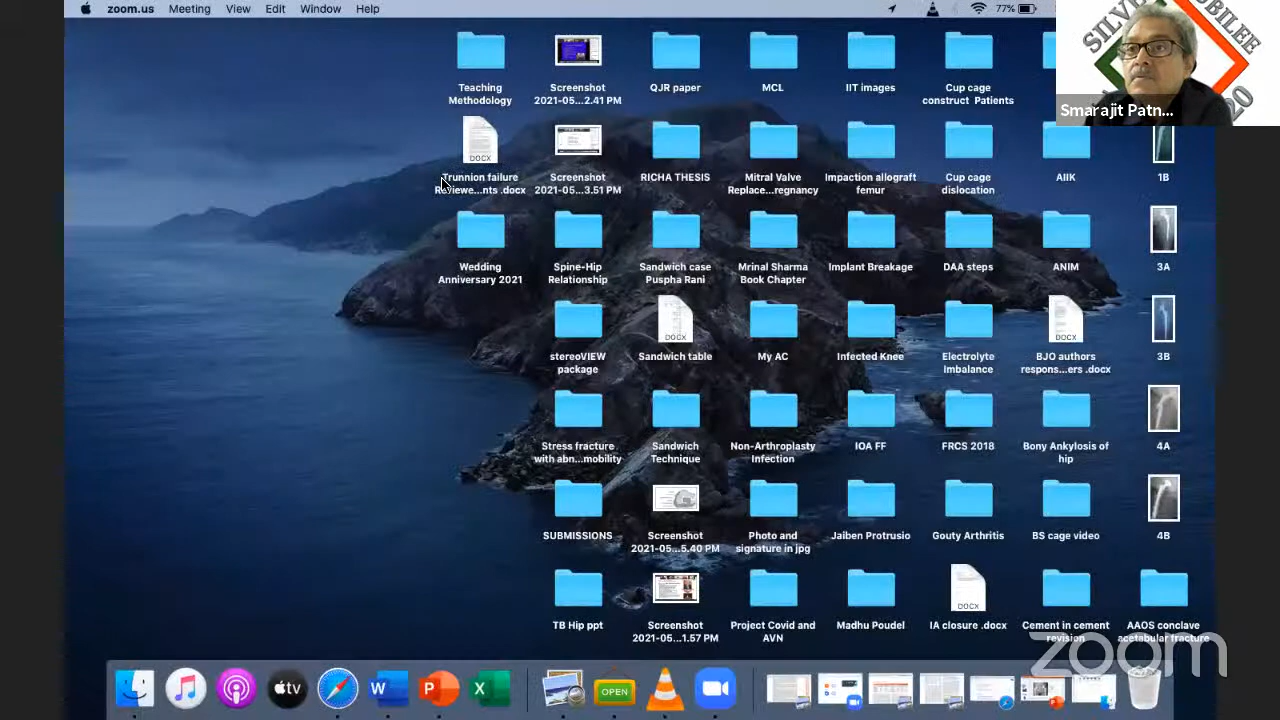 zoom.us Meeting View Edit Window Help
77%
Smarajit Patn...
20
Teaching
Methodology
Screenshot
2021-05...2.41 PM
QJR paper
MCL
IIT images
Cup cage
construct Patients
DOCX
Trunnion failure
Reviewe...nts .docx
Screenshot
2021-05...3.51 PM
RICHA THESIS
Mitral Valve
Replace...regnancy
Impaction allograft
femur
Cup cage
dislocation
AIIK
1B
Wedding
Anniversary 2021
Spine-Hip
Relationship
Sandwich case
Puspha Rani
Mrinal Sharma
Book Chapter
Implant Breakage
DAA steps
ANIM
3A
stereoVIEW
package
DOCX
Sandwich table
My AC
Infected Knee
Electrolyte
Imbalance
DOCX
BJO authors
respons...ers .docx
3B
Stress fracture
with abn...mobility
Sandwich
Technique
Non-Arthroplasty
Infection
IOA FF
FRCS 2018
Bony Ankylosis of
hip
4A
SUBMISSIONS
Screenshot
2021-05...5.40 PM
Photo and
signature in jpg
Jaiben Protrusio
Gouty Arthritis
BS cage video
4B
TB Hip ppt
Screenshot
2021-05...1.57 PM
Project Covid and
AVN
Madhu Poudel
DOCX
IA closure .docx
Cement in cement
revision
AAOS conclave
acetabular fracture
zoom
tv
W
P
X
OPEN